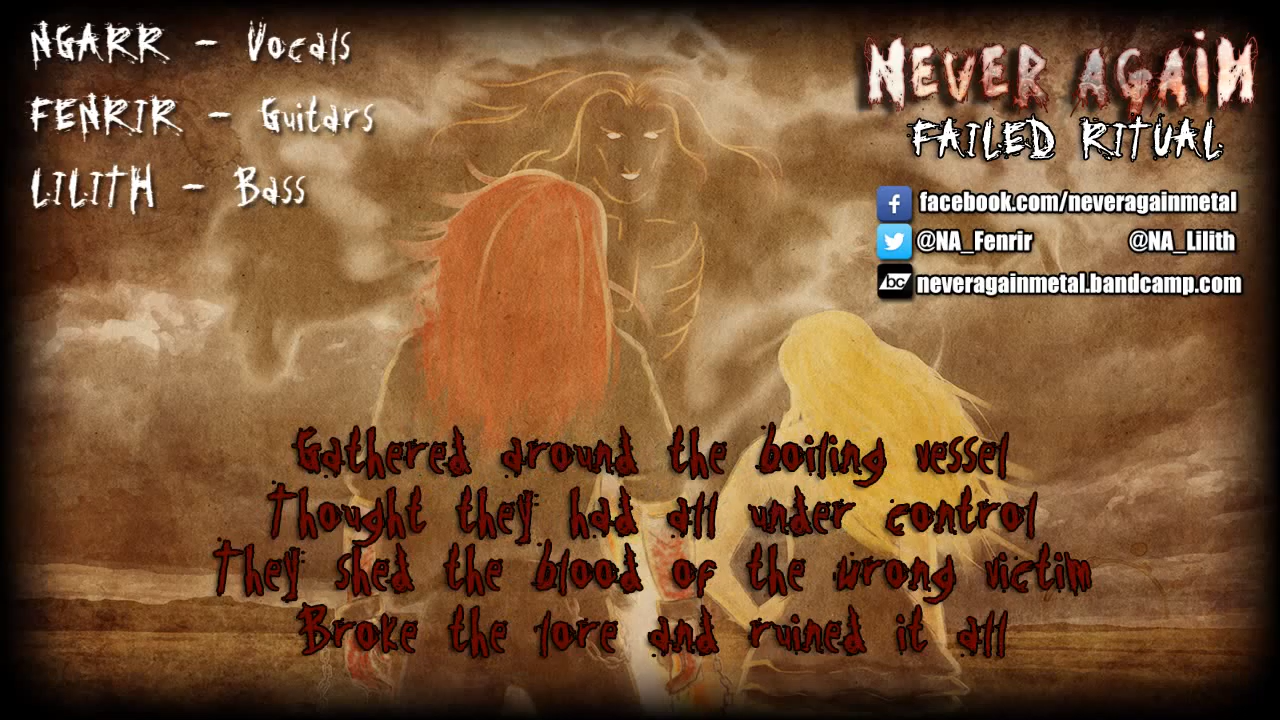 NGARR - Vocals
FENRIR - Guitars
LILITH - Bass
NEVER AGAIN
FAILED RITUAL
f facebook.com/neveragainmetal
@NA_Fenrir @NA_Lilith
bc neveragainmetal.bandcamp.com
Gathered around the boiling vessel
Thought they had all under control
They shed the blood of the wrong victim
Broke the lore and ruined it all